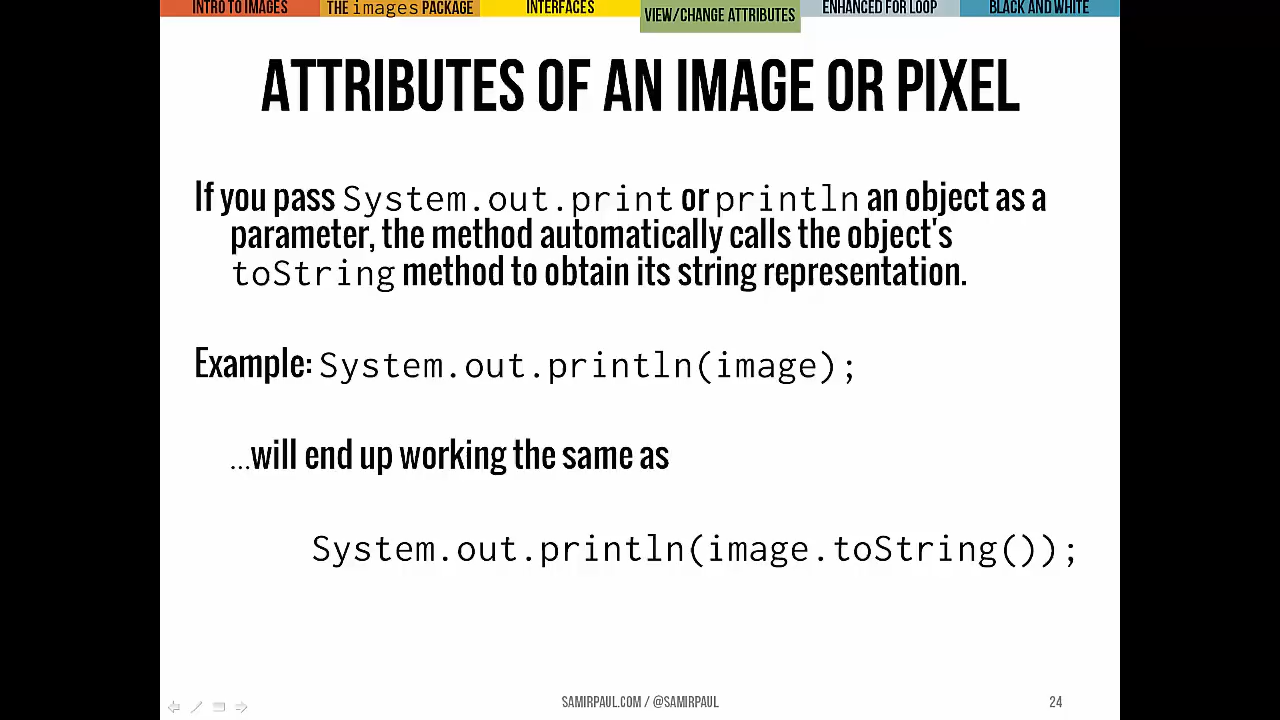 INTRO TO IMAGES
THE images PACKAGE
INTERFACES
VIEW/CHANGE ATTRIBUTES
ENHANCED FOR LOOP
BLACK AND WHITE
ATTRIBUTES OF AN IMAGE OR PIXEL
If you pass System.out.print or println an object as a
parameter, the method automatically calls the object's
toString method to obtain its string representation.
Example: System.out.println(image);
...will end up working the same as
System.out.println(image.toString());
SAMIRPAUL.COM / @SAMIRPAUL
24